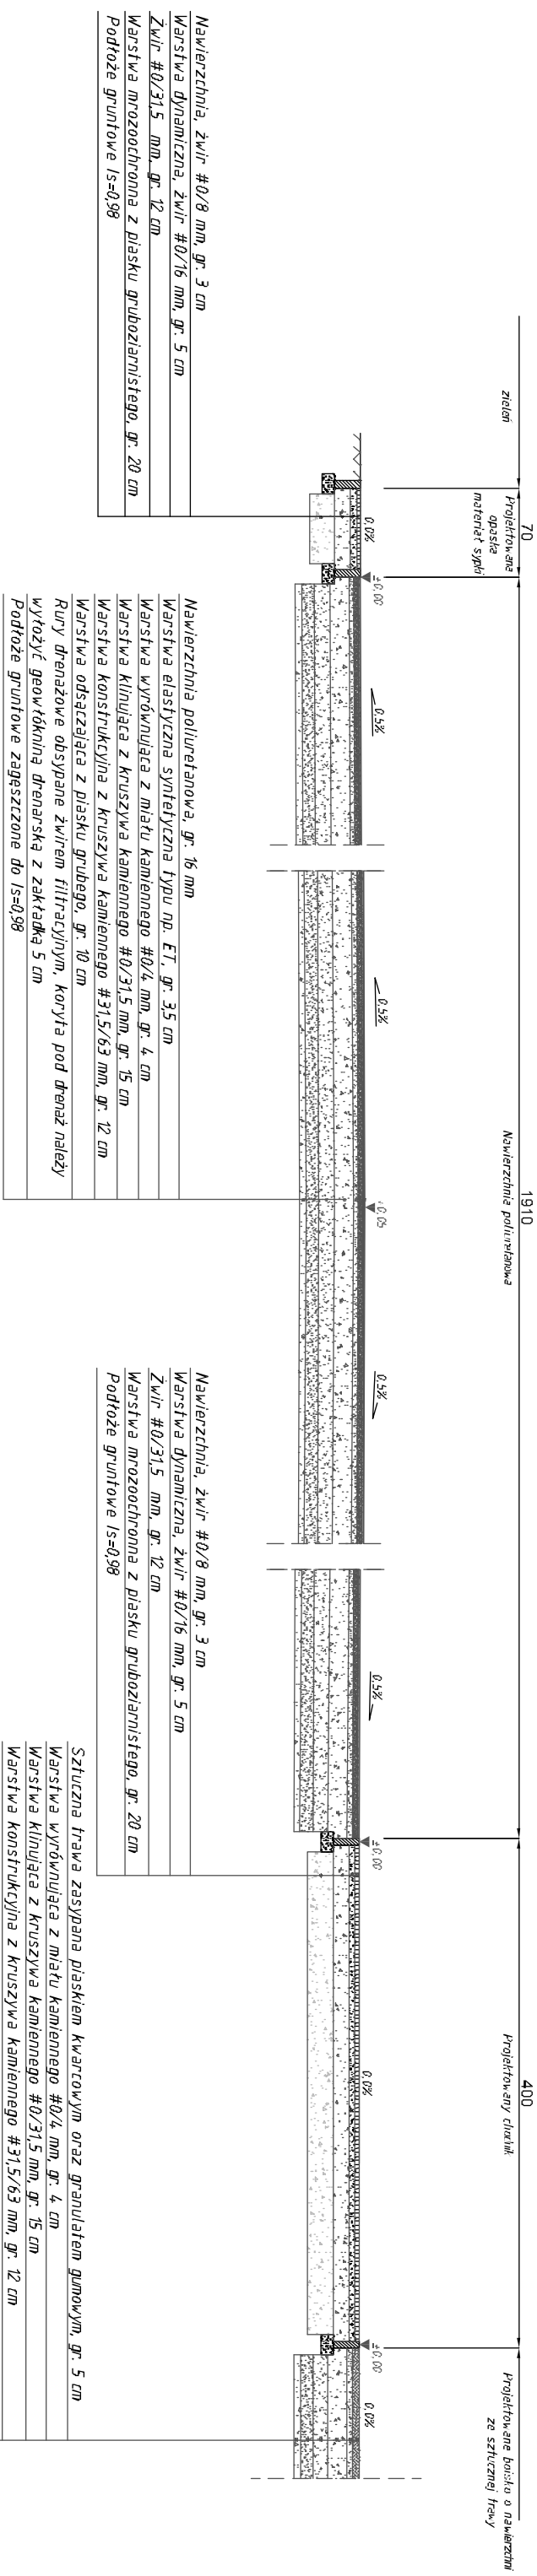 zieleń
70
Projektowana
opaska
materiał sypki
1910
Nawierzchnia poliuretanowa
400
Projektowany chodnik
Projektowane boisko o nawierzchni
ze sztucznej trawy
0.0%
±0.00
0.5%
0.5%
+0.05
0.5%
0.5%
±0.00
0.0%
±0.00
0.0%
Nawierzchnia, żwir #0/8 mm, gr. 3 cm
Warstwa dynamiczna, żwir #0/16 mm, gr. 5 cm
Żwir #0/31,5 mm, gr. 12 cm
Warstwa mrozoochronna z piasku gruboziarnistego, gr. 20 cm
Podłoże gruntowe Is=0,98
Nawierzchnia poliuretanowa, gr. 16 mm
Warstwa elastyczna syntetyczna typu np. ET, gr. 3,5 cm
Warstwa wyrównująca z miału kamiennego #0/4 mm, gr. 4 cm
Warstwa klinująca z kruszywa kamiennego #0/31,5 mm, gr. 15 cm
Warstwa konstrukcyjna z kruszywa kamiennego #31,5/63 mm, gr. 12 cm
Warstwa odsączająca z piasku grubego, gr. 10 cm
Rury drenażowe obsypane żwirem filtracyjnym, koryta pod drenaż należy
wyłożyć geowłókniną drenarską z zakładką 5 cm
Podłoże gruntowe zagęszczone do Is=0,98
Nawierzchnia, żwir #0/8 mm, gr. 3 cm
Warstwa dynamiczna, żwir #0/16 mm, gr. 5 cm
Żwir #0/31,5 mm, gr. 12 cm
Warstwa mrozoochronna z piasku gruboziarnistego, gr. 20 cm
Podłoże gruntowe Is=0,98
Sztuczna trawa zasypana piaskiem kwarcowym oraz granulatem gumowym, gr. 5 cm
Warstwa wyrównująca z miału kamiennego #0/4 mm, gr. 4 cm
Warstwa klinująca z kruszywa kamiennego #0/31,5 mm, gr. 15 cm
Warstwa konstrukcyjna z kruszywa kamiennego #31,5/63 mm, gr. 12 cm